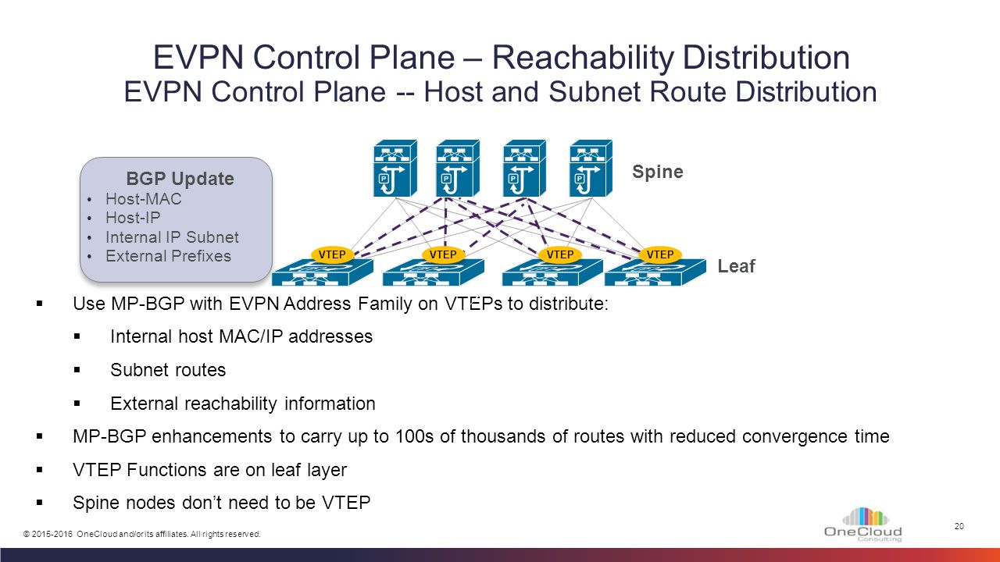 EVPN Control Plane – Reachability Distribution
EVPN Control Plane -- Host and Subnet Route Distribution
BGP Update
• Host-MAC
• Host-IP
• Internal IP Subnet
• External Prefixes
P P P P
Spine
VTEP VTEP VTEP VTEP
Leaf
▪ Use MP-BGP with EVPN Address Family on VTEPs to distribute:
▪ Internal host MAC/IP addresses
▪ Subnet routes
▪ External reachability information
▪ MP-BGP enhancements to carry up to 100s of thousands of routes with reduced convergence time
▪ VTEP Functions are on leaf layer
▪ Spine nodes don’t need to be VTEP
OneCloud
Consulting
20
© 2015-2016 OneCloud and/or its affiliates. All rights reserved.